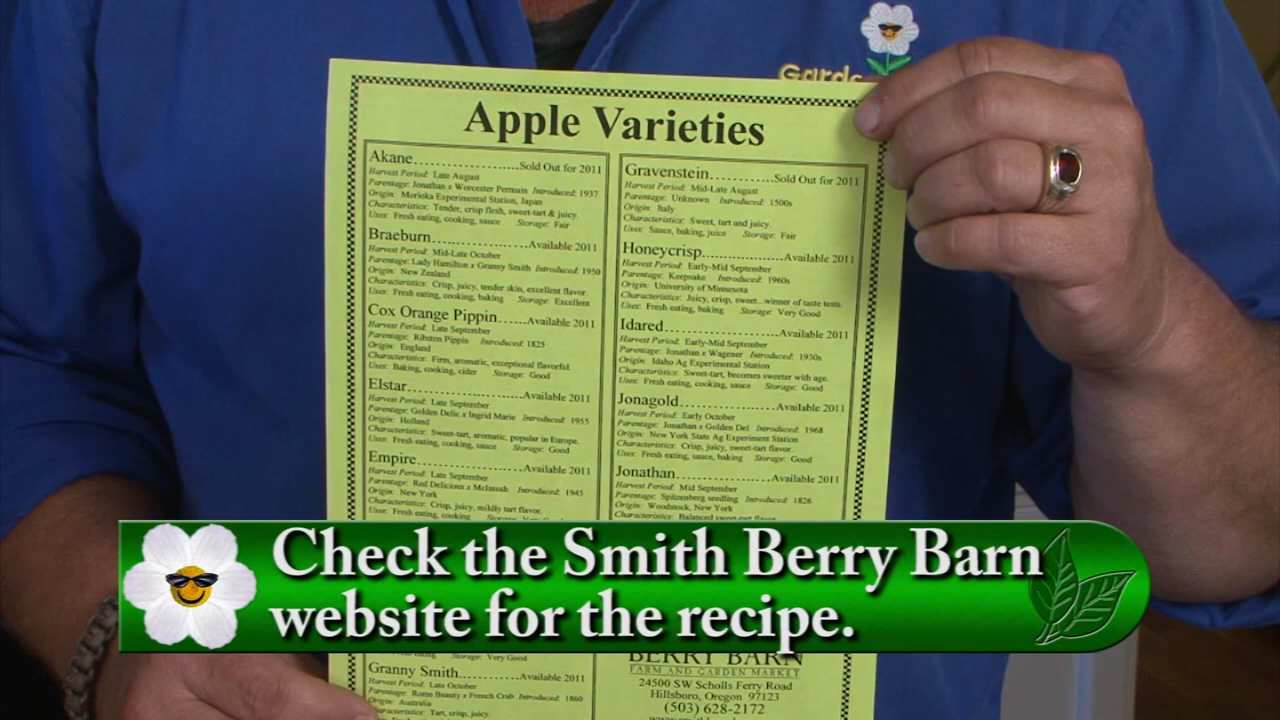 Garde
Apple Varieties
Akane......................Sold Out for 2011
Harvest Period: Late August
Parentage: Jonathan x Worcester Permain Introduced: 1937
Origin: Morioka Experimental Station, Japan
Characteristics: Tender, crisp flesh, sweet-tart & juicy.
Uses: Fresh eating, cooking, sauce Storage: Fair
Braeburn....................Available 2011
Harvest Period: Mid-Late October
Parentage: Lady Hamilton x Granny Smith Introduced: 1950
Origin: New Zealand
Characteristics: Crisp, juicy, tender skin, excellent flavor.
Uses: Fresh eating, cooking, baking Storage: Excellent
Cox Orange Pippin......Available 2011
Harvest Period: Late September
Parentage: Ribston Pippin Introduced: 1825
Origin: England
Characteristics: Firm, aromatic, exceptional flavorful.
Uses: Baking, cooking, cider Storage: Good
Elstar........................Available 2011
Harvest Period: Late September
Parentage: Golden Delic x Ingrid Marie Introduced: 1955
Origin: Holland
Characteristics: Sweet-tart, aromatic, popular in Europe.
Uses: Fresh eating, cooking, sauce Storage: Good
Empire......................Available 2011
Harvest Period: Late September
Parentage: Red Delicious x McIntosh Introduced: 1945
Origin: New York
Characteristics: Crisp, juicy, mildly tart flavor.
Uses: Fresh eating, cooking Storage: Very Good
Gravenstein..............Sold Out for 2011
Harvest Period: Mid-Late August
Parentage: Unknown Introduced: 1500s
Origin: Italy
Characteristics: Sweet, tart and juicy.
Uses: Sauce, baking, juice Storage: Fair
Honeycrisp.................Available 2011
Harvest Period: Early-Mid September
Parentage: Keepsake Introduced: 1960s
Origin: University of Minnesota
Characteristics: Juicy, crisp, sweet...winner of taste tests.
Uses: Fresh eating, baking Storage: Very Good
Idared........................Available 2011
Harvest Period: Early-Mid September
Parentage: Jonathan x Wagener Introduced: 1930s
Origin: Idaho Ag Experimental Station
Characteristics: Sweet-tart, becomes sweeter with age.
Uses: Fresh eating, cooking, sauce Storage: Good
Jonagold....................Available 2011
Harvest Period: Early October
Parentage: Jonathan x Golden Del Introduced: 1968
Origin: New York State Ag Experiment Station
Characteristics: Crisp, juicy, sweet-tart flavor.
Uses: Fresh eating, sauce, baking Storage: Good
Jonathan....................Available 2011
Harvest Period: Mid September
Parentage: Spitzenberg seedling Introduced: 1826
Origin: Woodstock, New York
Characteristics: Balanced sweet-tart flavor
Check the Smith Berry Barn
website for the recipe.
Very Good
Granny Smith..............Available 2011
Harvest Period: Late October
Parentage: Rome Beauty x French Crab Introduced: 1860
Origin: Australia
Characteristics: Tart, crisp, juicy.
BERRY BARN
FARM AND GARDEN MARKET
24500 SW Scholls Ferry Road
Hillsboro, Oregon 97123
(503) 628-2172